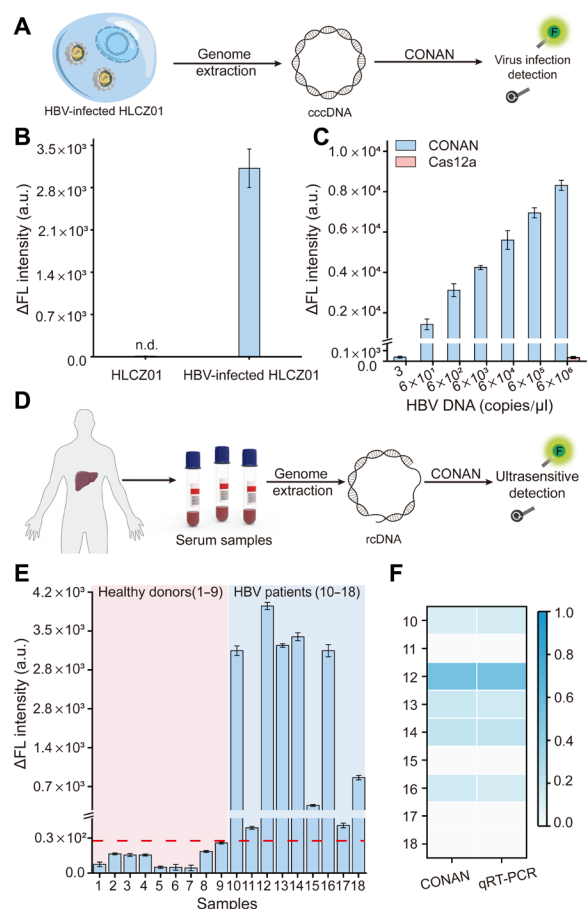 A
HBV-infected HLCZ01
Genome
extraction
cccDNA
CONAN
F
Virus infection
detection
B
ΔFL intensity (a.u.)
3.5×10³
2.8×10³
2.1×10³
1.4×10³
0.7×10³
0.0
n.d.
HLCZ01
HBV-infected HLCZ01
C
CONAN
Cas12a
ΔFL intensity (a.u.)
1.0×10⁴
0.8×10⁴
0.6×10⁴
0.4×10⁴
0.2×10⁴
0.1×10³
0.0
3
6×10¹
6×10²
6×10³
6×10⁴
6×10⁵
6×10⁶
HBV DNA (copies/µl)
D
Serum samples
Genome
extraction
rcDNA
CONAN
F
Ultrasensitive
detection
E
Healthy donors(1–9)
HBV patients (10–18)
ΔFL intensity (a.u.)
4.2×10³
3.5×10³
2.8×10³
1.4×10³
0.7×10³
0.3×10²
0.0
1 2 3 4 5 6 7 8 9 10 11 12 13 14 15 16 17 18
Samples
F
10
11
12
13
14
15
16
17
18
CONAN
qRT-PCR
1.0
0.8
0.6
0.4
0.2
0.0